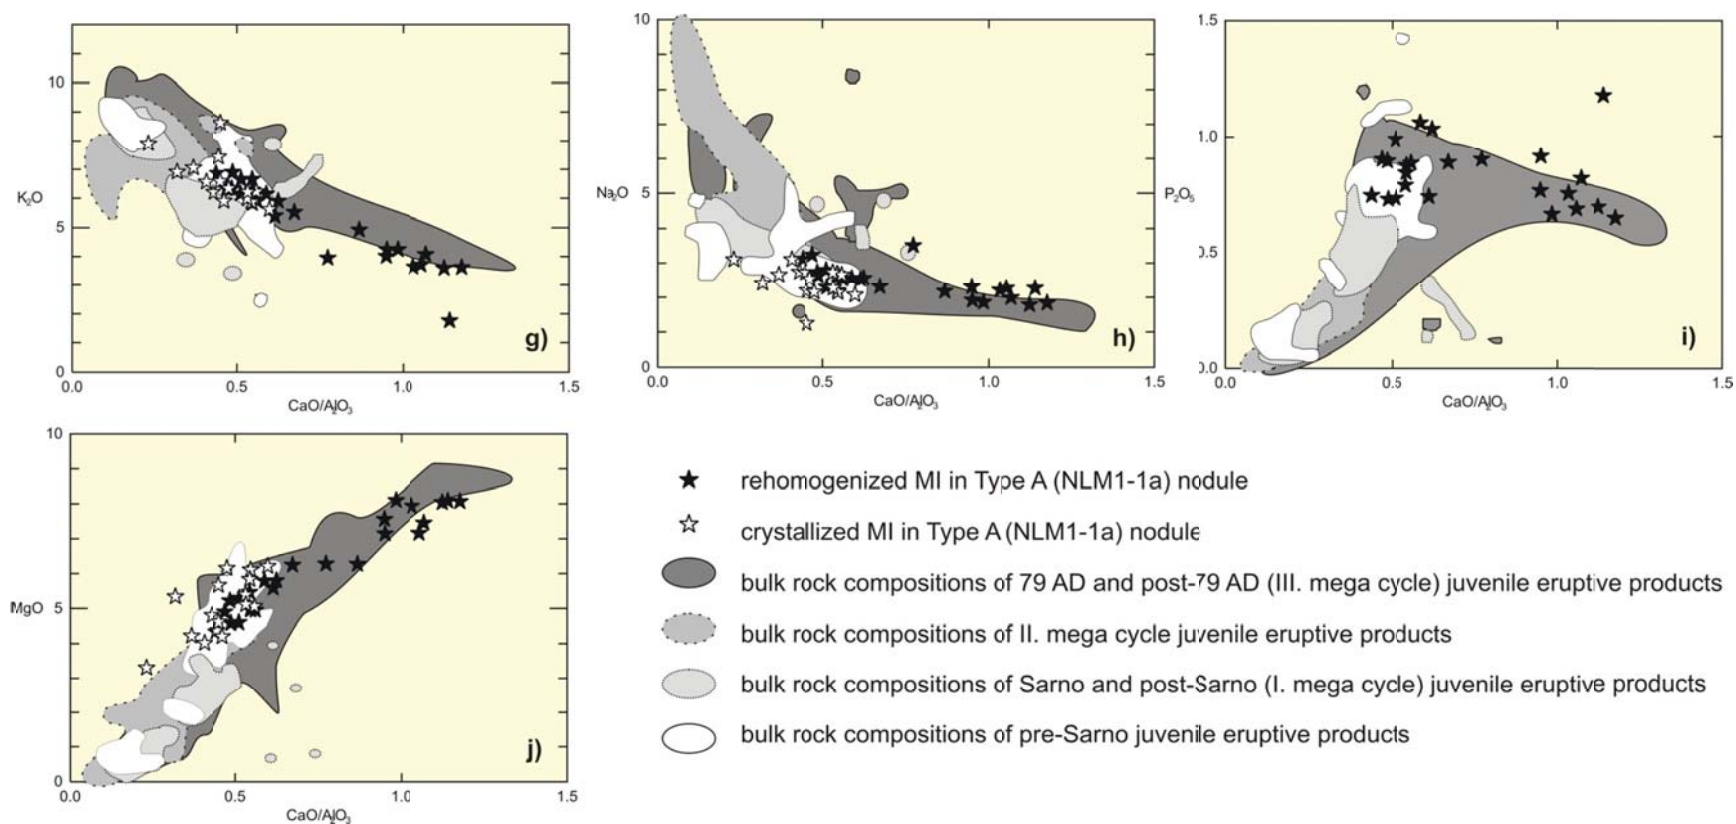 10
5
0
K₂O
0.0 0.5 1.0 1.5
CaO/Al₂O₃
g)
10
5
0
Na₂O
0.0 0.5 1.0 1.5
CaO/Al₂O₃
h)
1.5
1.0
0.5
0.0
P₂O₅
0.0 0.5 1.0 1.5
CaO/Al₂O₃
i)
10
5
0
MgO
0.0 0.5 1.0 1.5
CaO/Al₂O₃
j)
rehomogenized MI in Type A (NLM1-1a) nodule
crystallized MI in Type A (NLM1-1a) nodule
bulk rock compositions of 79 AD and post-79 AD (III. mega cycle) juvenile eruptive products
bulk rock compositions of II. mega cycle juvenile eruptive products
bulk rock compositions of Sarno and post-Sarno (I. mega cycle) juvenile eruptive products
bulk rock compositions of pre-Sarno juvenile eruptive products